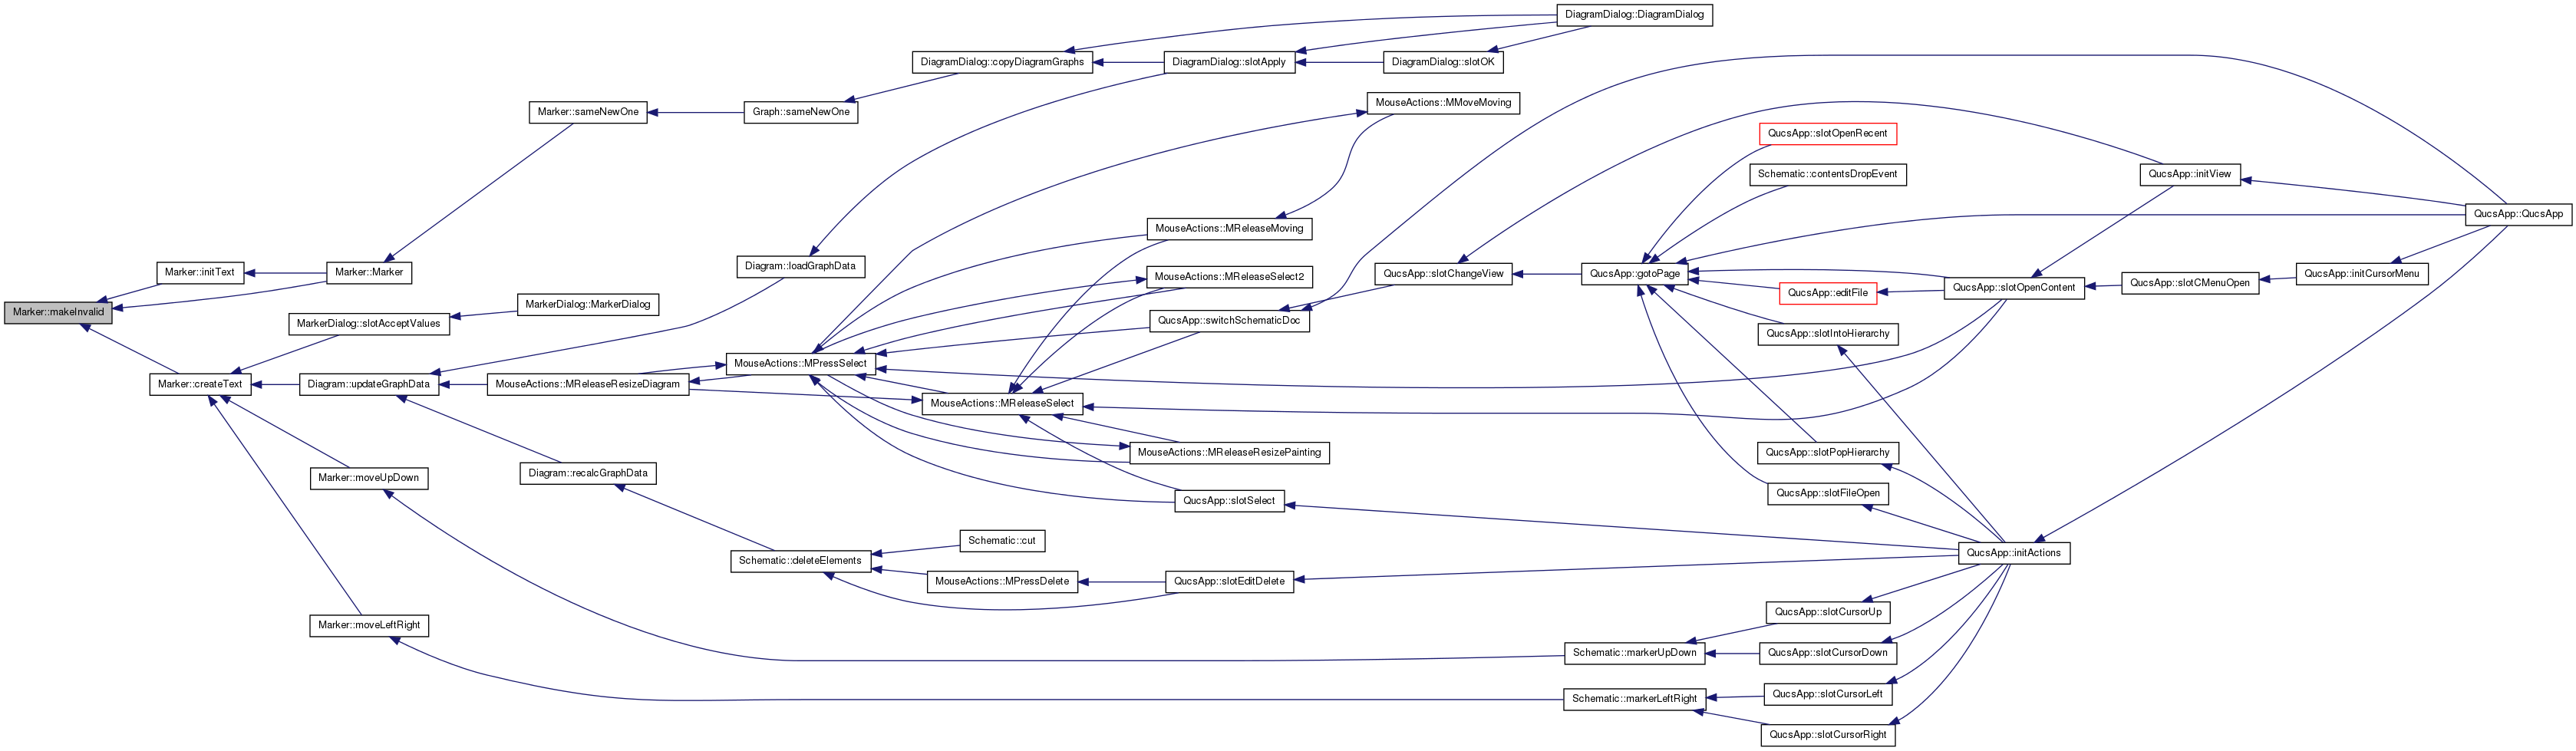 Marker::makeInvalid
Marker::initText
Marker::Marker
Marker::sameNewOne
Graph::sameNewOne
DiagramDialog::copyDiagramGraphs
DiagramDialog::DiagramDialog
DiagramDialog::slotApply
DiagramDialog::slotOK
Marker::createText
MarkerDialog::slotAcceptValues
MarkerDialog::MarkerDialog
Diagram::updateGraphData
Diagram::loadGraphData
MouseActions::MReleaseResizeDiagram
MouseActions::MPressSelect
MouseActions::MReleaseSelect
MouseActions::MReleaseMoving
MouseActions::MMoveMoving
MouseActions::MReleaseSelect2
QucsApp::switchSchematicDoc
MouseActions::MReleaseResizePainting
QucsApp::slotSelect
QucsApp::slotChangeView
QucsApp::gotoPage
QucsApp::slotOpenRecent
Schematic::contentsDropEvent
QucsApp::editFile
QucsApp::slotIntoHierarchy
QucsApp::slotPopHierarchy
QucsApp::slotFileOpen
QucsApp::slotOpenContent
QucsApp::initView
QucsApp::slotCMenuOpen
QucsApp::initCursorMenu
QucsApp::QucsApp
QucsApp::initActions
Diagram::recalcGraphData
Schematic::deleteElements
Schematic::cut
MouseActions::MPressDelete
QucsApp::slotEditDelete
Marker::moveUpDown
Schematic::markerUpDown
QucsApp::slotCursorUp
QucsApp::slotCursorDown
Marker::moveLeftRight
Schematic::markerLeftRight
QucsApp::slotCursorLeft
QucsApp::slotCursorRight